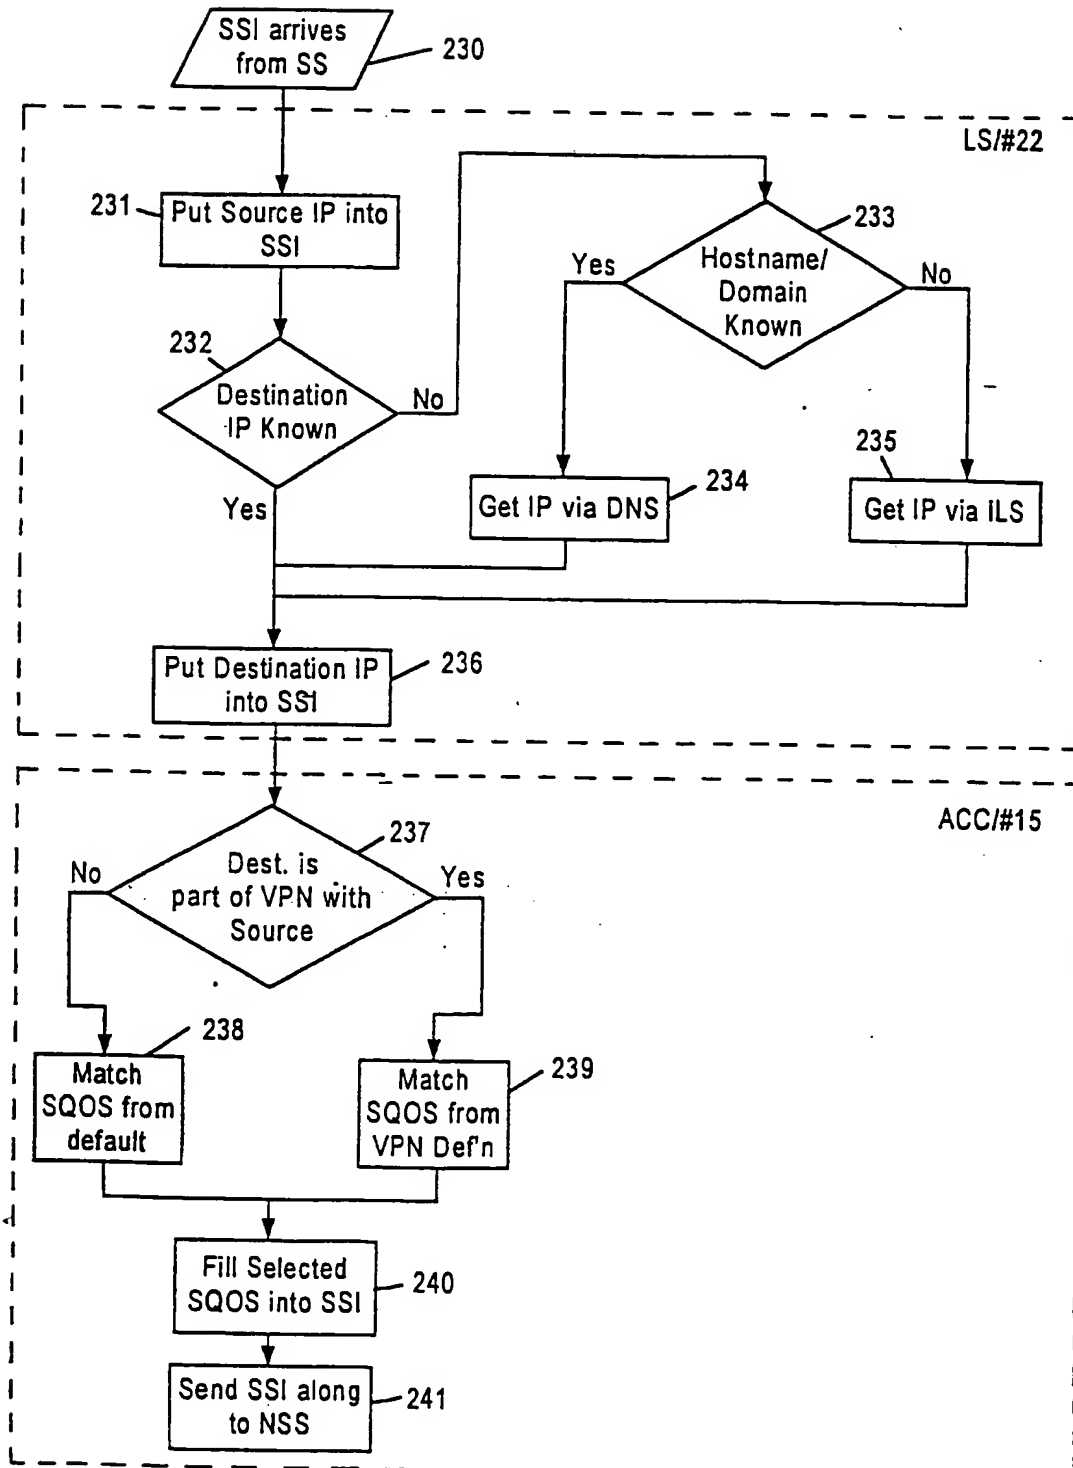 SSI arrives
from SS
230
LS/#22
231
Put Source IP into
SSI
232
Destination
IP Known
No
Yes
233
Hostname/
Domain
Known
Yes
No
234
Get IP via DNS
235
Get IP via ILS
Put Destination IP
into SSI
236
ACC/#15
237
Dest. is
part of VPN with
Source
No
Yes
238
Match
SQOS from
default
239
Match
SQOS from
VPN Def'n
Fill Selected
SQOS into SSI
240
Send SSI along
to NSS
241